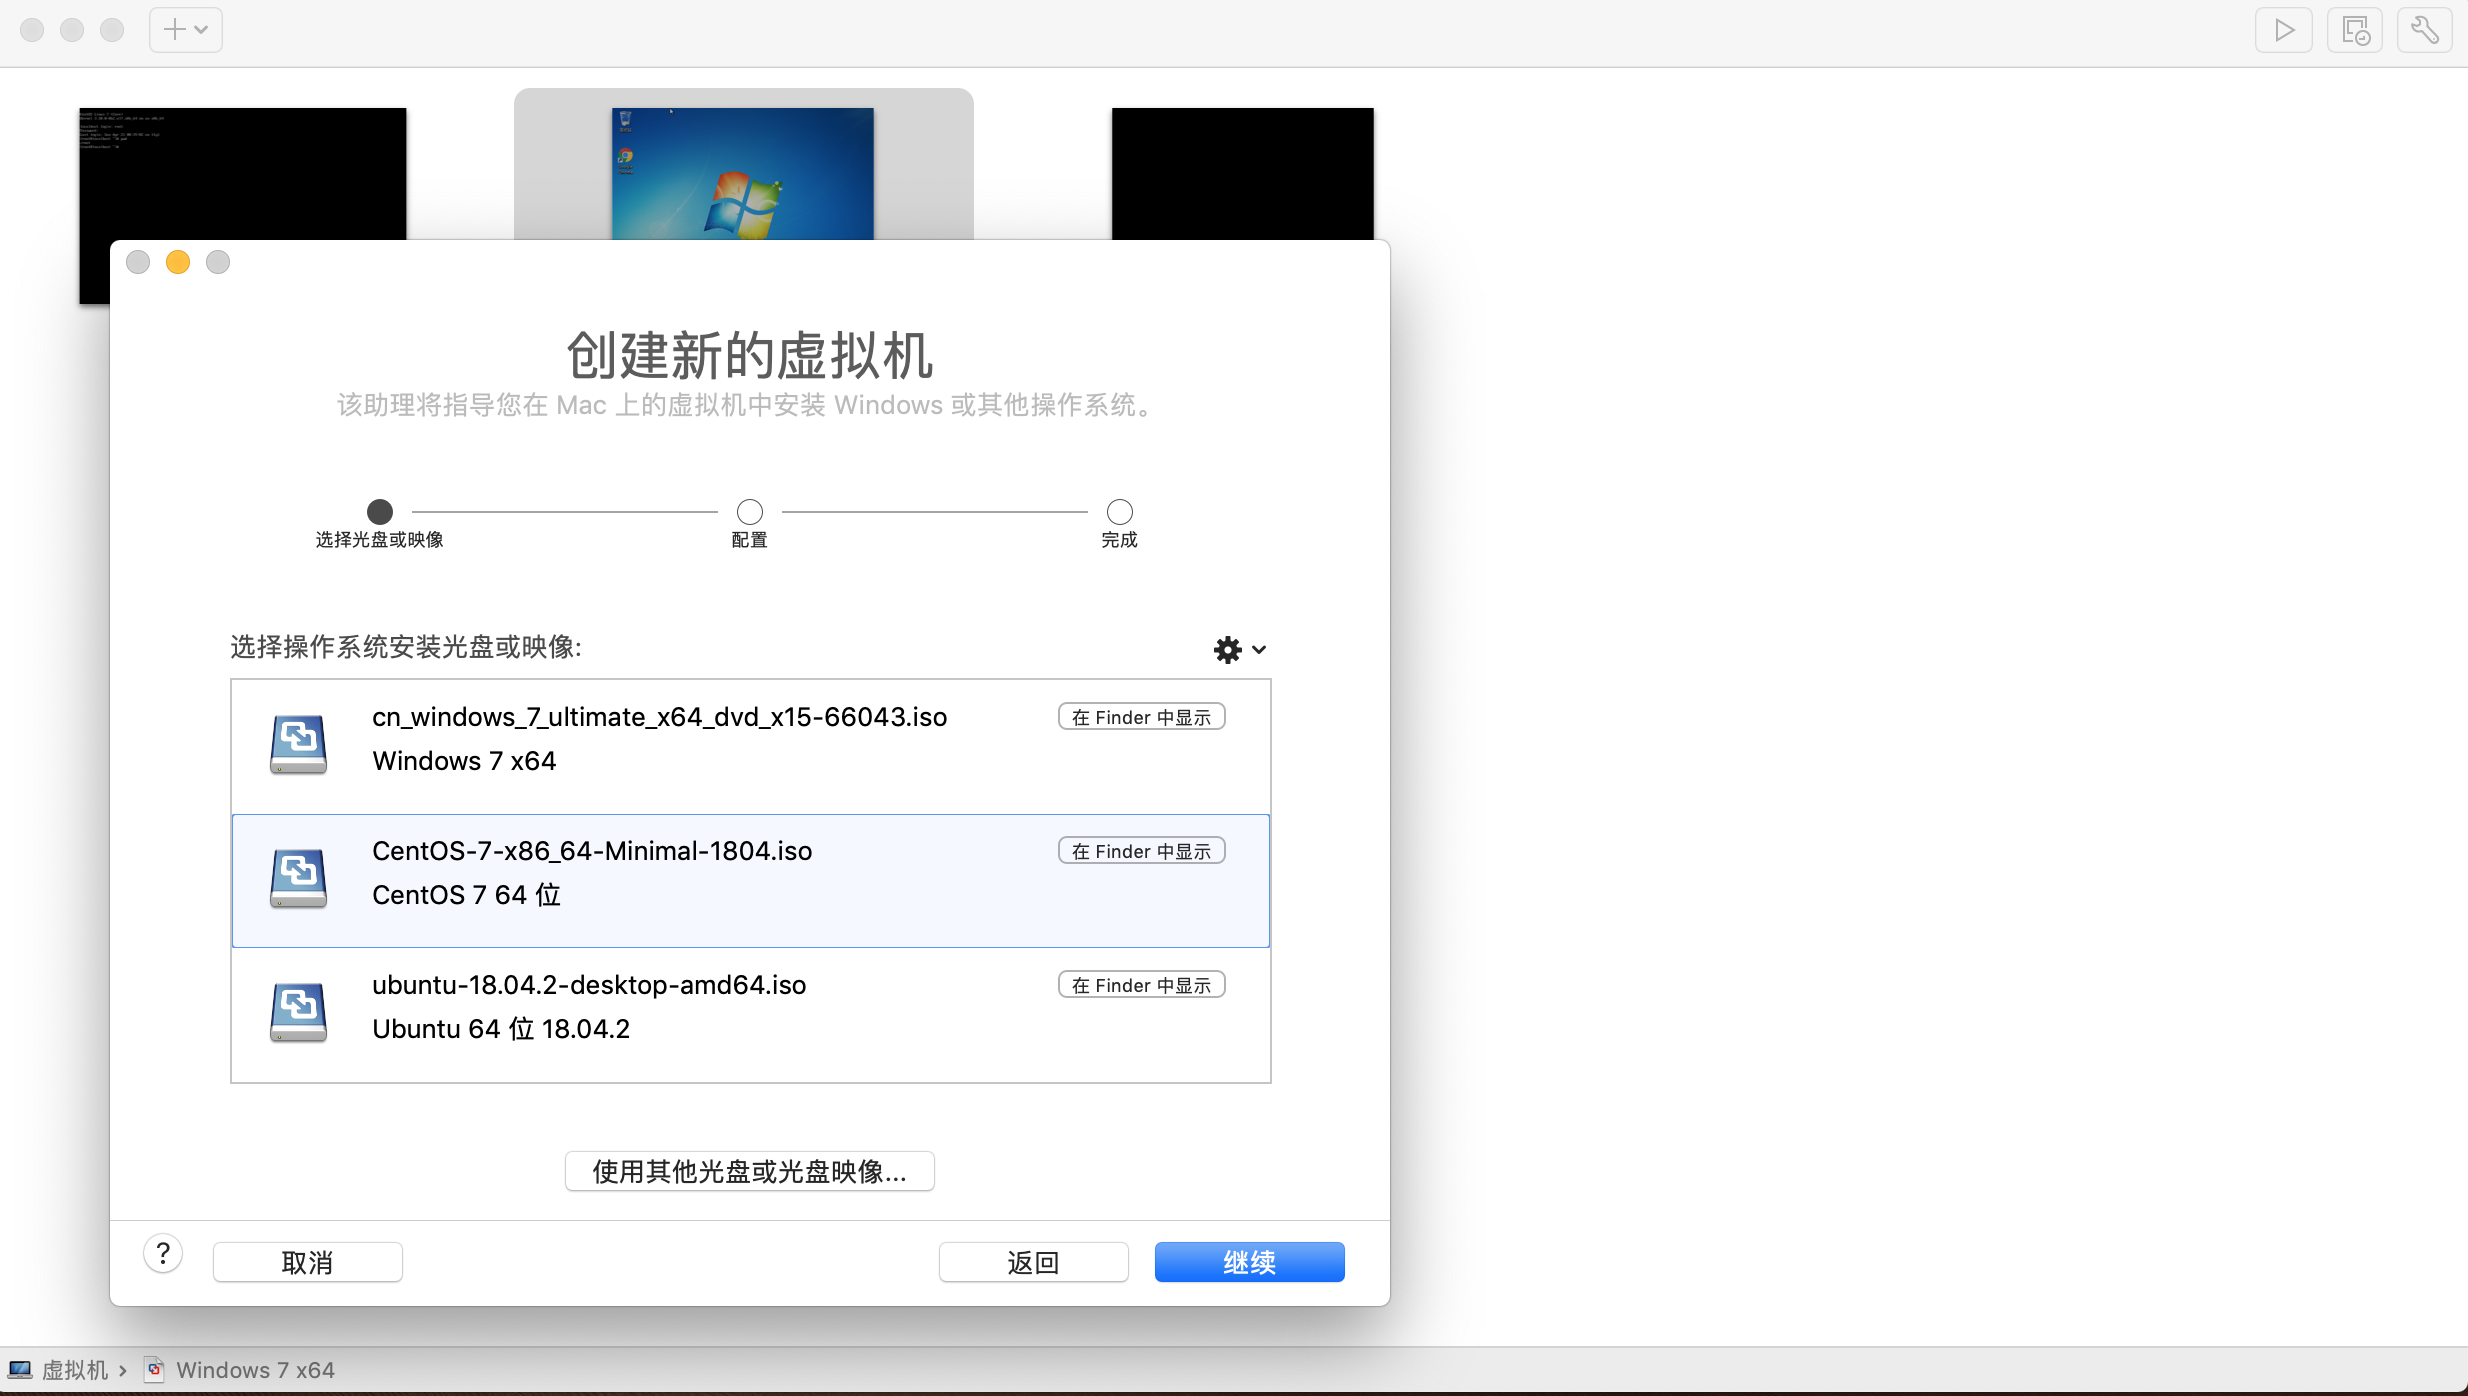 创建新的虚拟机
该助理将指导您在 Mac 上的虚拟机中安装 Windows 或其他操作系统。
选择光盘或映像
配置
完成
选择操作系统安装光盘或映像:
cn_windows_7_ultimate_x64_dvd_x15-66043.iso
在 Finder 中显示
Windows 7 x64
CentOS-7-x86_64-Minimal-1804.iso
在 Finder 中显示
CentOS 7 64 位
ubuntu-18.04.2-desktop-amd64.iso
在 Finder 中显示
Ubuntu 64 位 18.04.2
使用其他光盘或光盘映像...
?
取消
返回
继续
虚拟机
Windows 7 x64